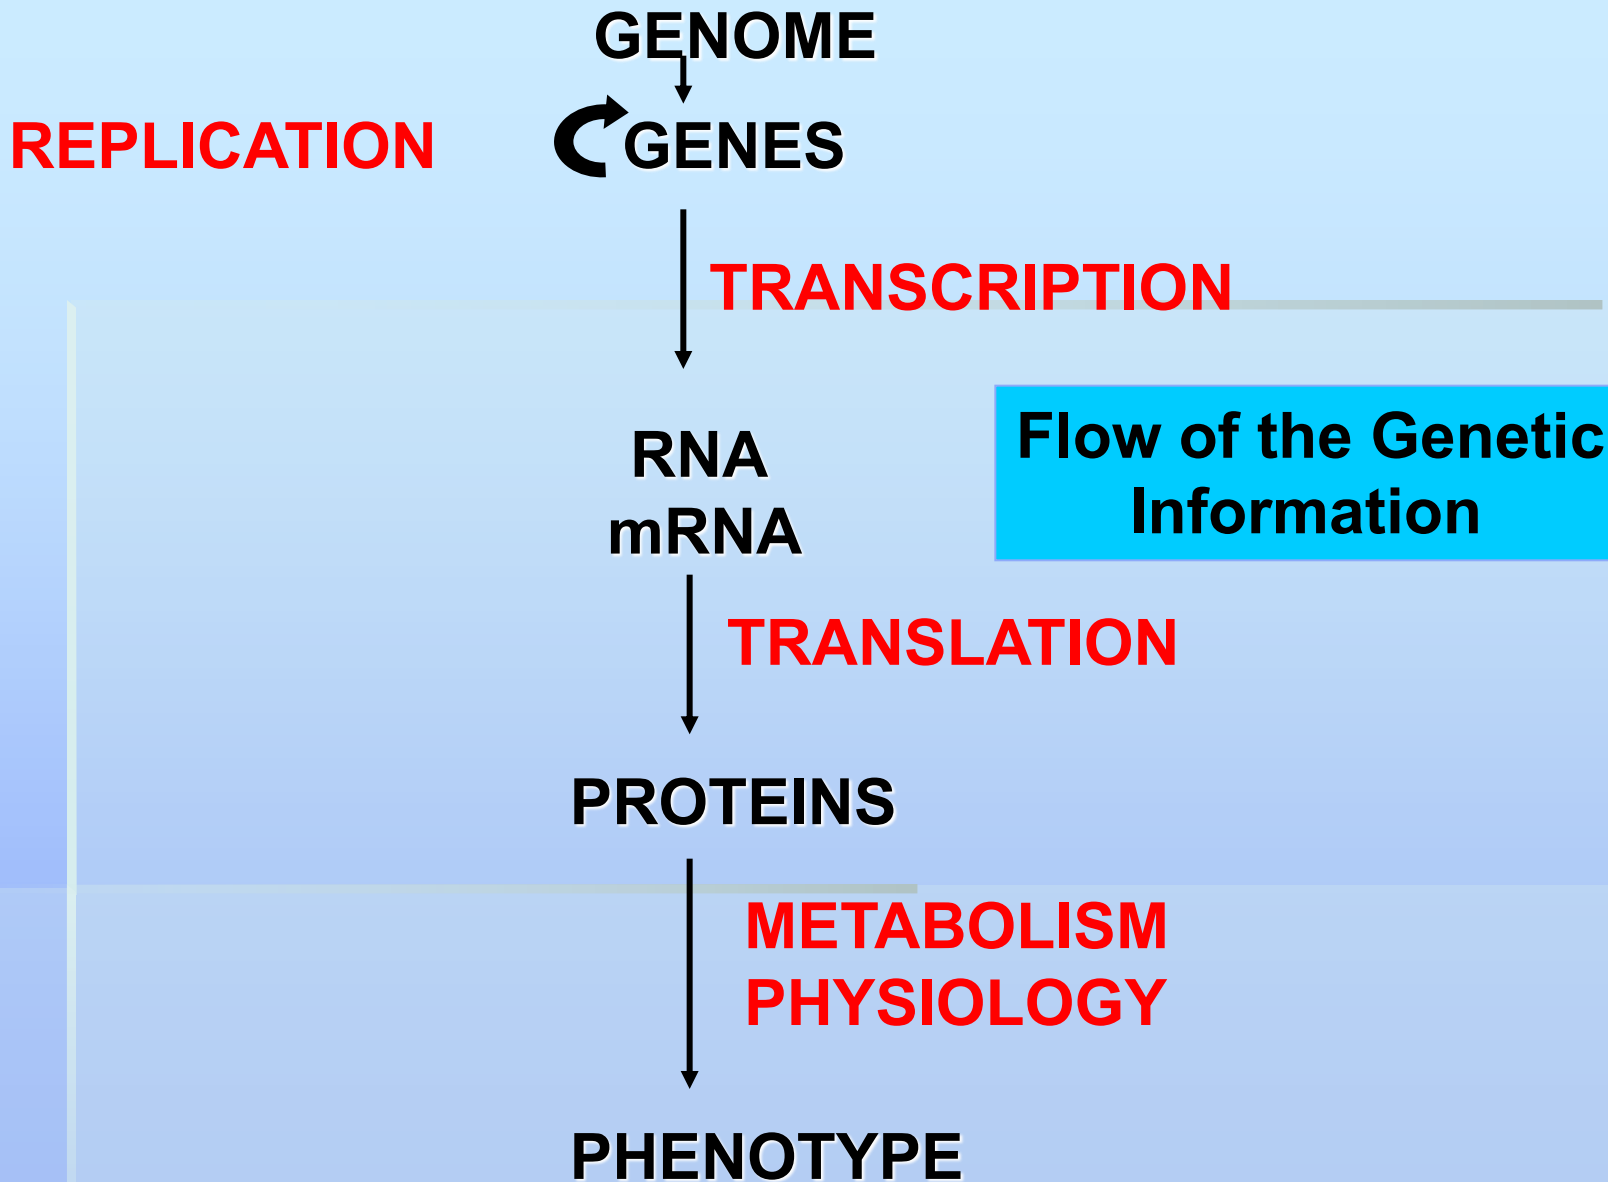 GENOME
REPLICATION GENES
TRANSCRIPTION
RNA
mRNA
Flow of the Genetic
Information
TRANSLATION
PROTEINS
METABOLISM
PHYSIOLOGY
PHENOTYPE